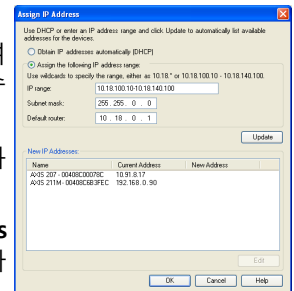 Assign IP Address
Use DHCP or enter an IP address range and click Update to automatically list available
addresses for the devices.
Obtain IP addresses automatically (DHCP)
Assign the following IP address range:
Use wildcards to specify the range, either as 10.18.* or 10.18.100.10 - 10.18.140.100.
IP range: 10.18.100.10-10.18.140.100
Subnet mask: 255 . 255 . 0 . 0
Default router: 10 . 18 . 0 . 1
Update
New IP Addresses:
Name Current Address New Address
AXIS 207 - 00408C00078C 10.91.8.17
AXIS 211M - 00408C6B3FEC 192.168.0.90
Edit
OK Cancel Help
s